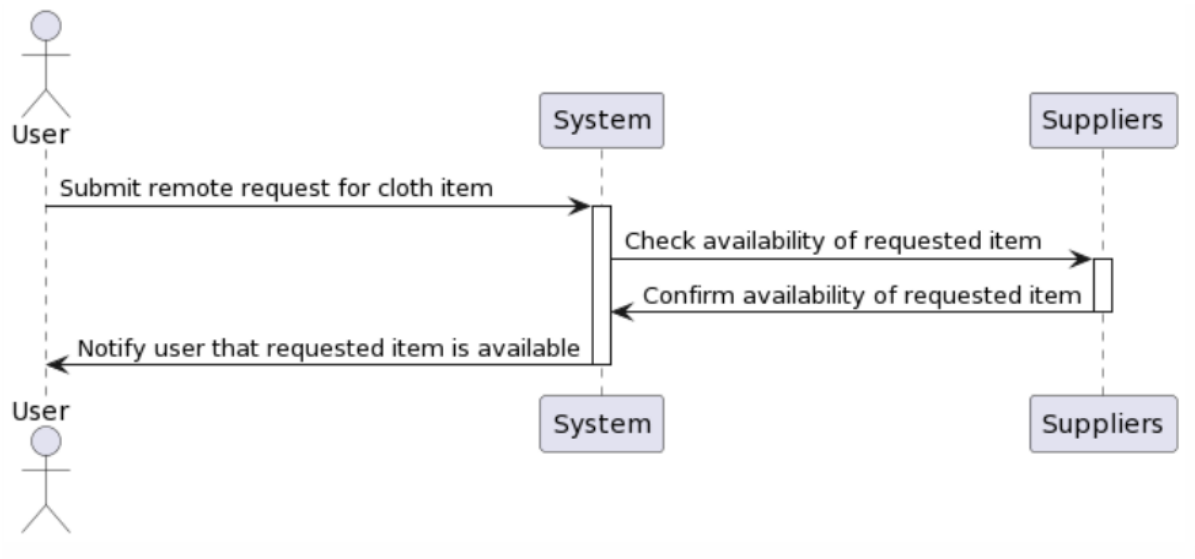 User
System
Suppliers
Submit remote request for cloth item
Check availability of requested item
Confirm availability of requested item
Notify user that requested item is available
User
System
Suppliers